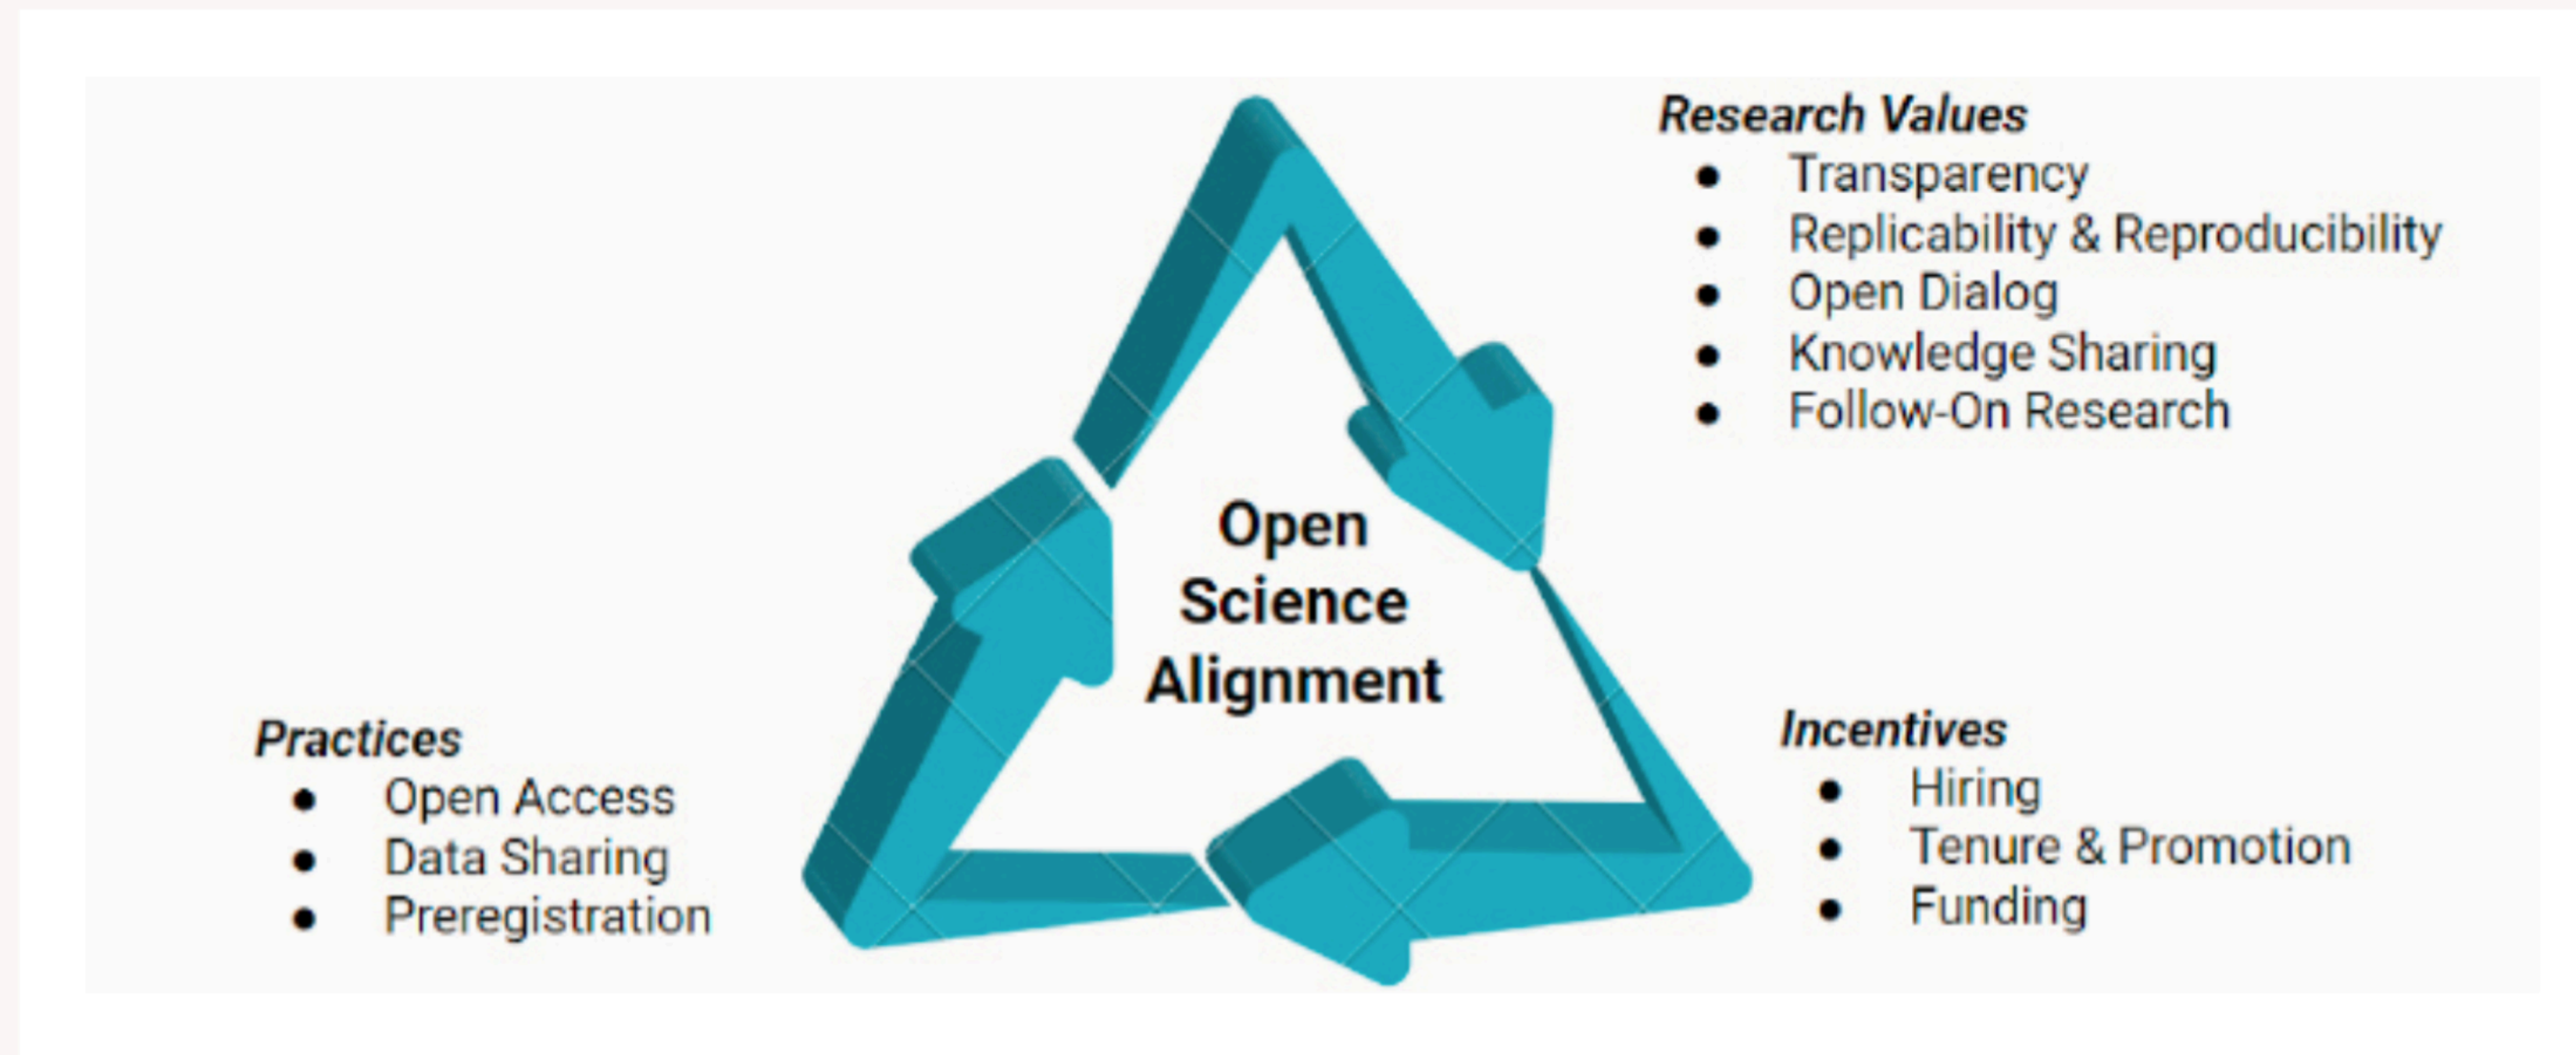 Research Values
● Transparency
● Replicability & Reproducibility
● Open Dialog
● Knowledge Sharing
● Follow-On Research
Open
Science
Alignment
Practices
● Open Access
● Data Sharing
● Preregistration
Incentives
● Hiring
● Tenure & Promotion
● Funding